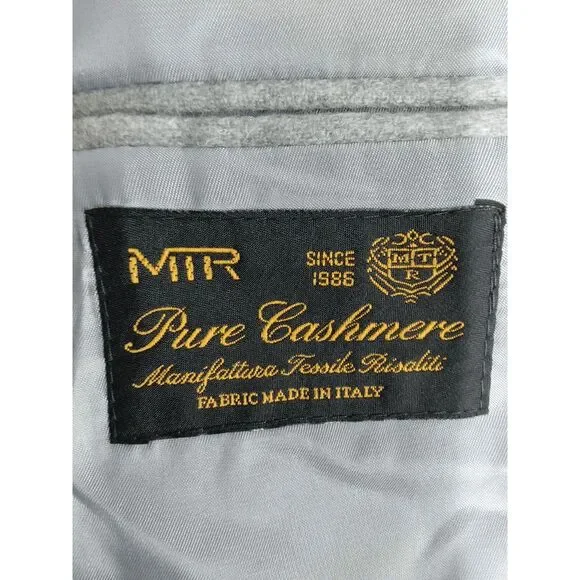 MTR
SINCE
1986
M T
R
Pure Cashmere
Manifattura Tessile Risaliti
FABRIC MADE IN ITALY